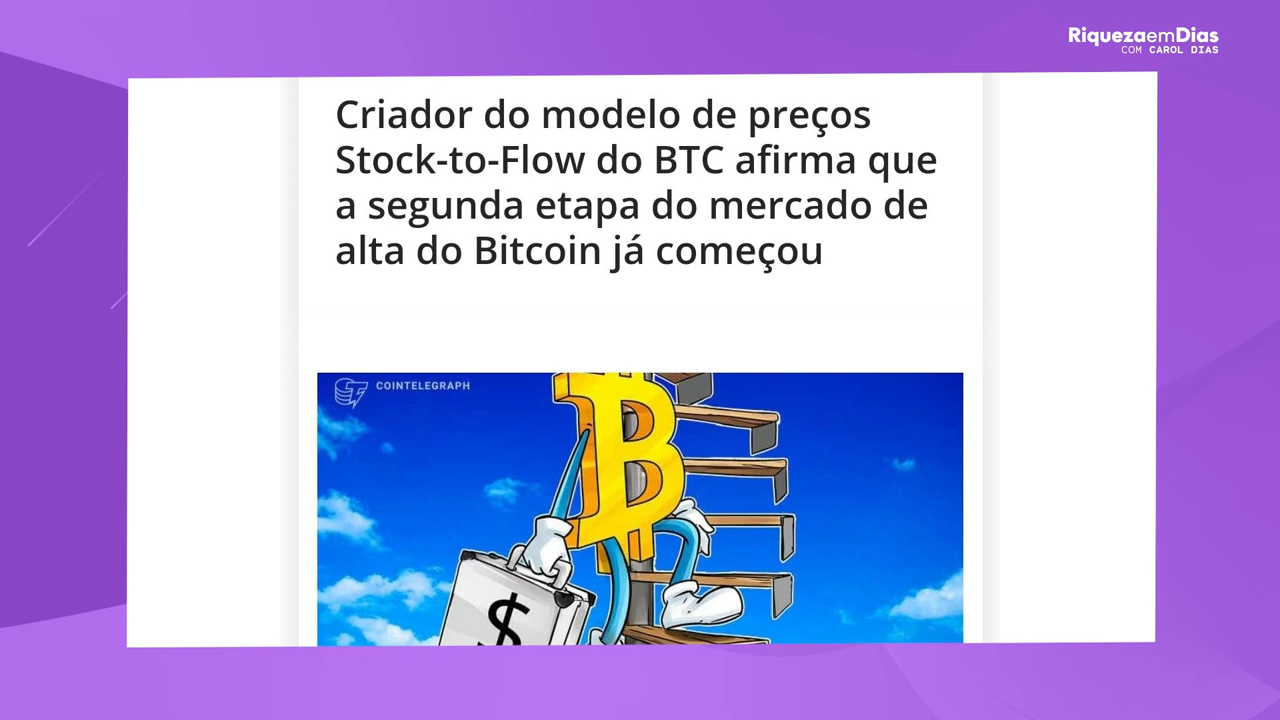 RiquezaemDias
COM CAROL DIAS
Criador do modelo de preços
Stock-to-Flow do BTC afirma que
a segunda etapa do mercado de
alta do Bitcoin já começou
COINTELEGRAPH
$